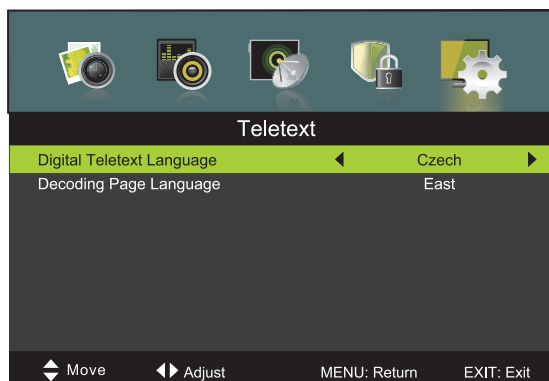 Teletext
Digital Teletext Language Czech
Decoding Page Language East
Move Adjust MENU: Return EXIT: Exit